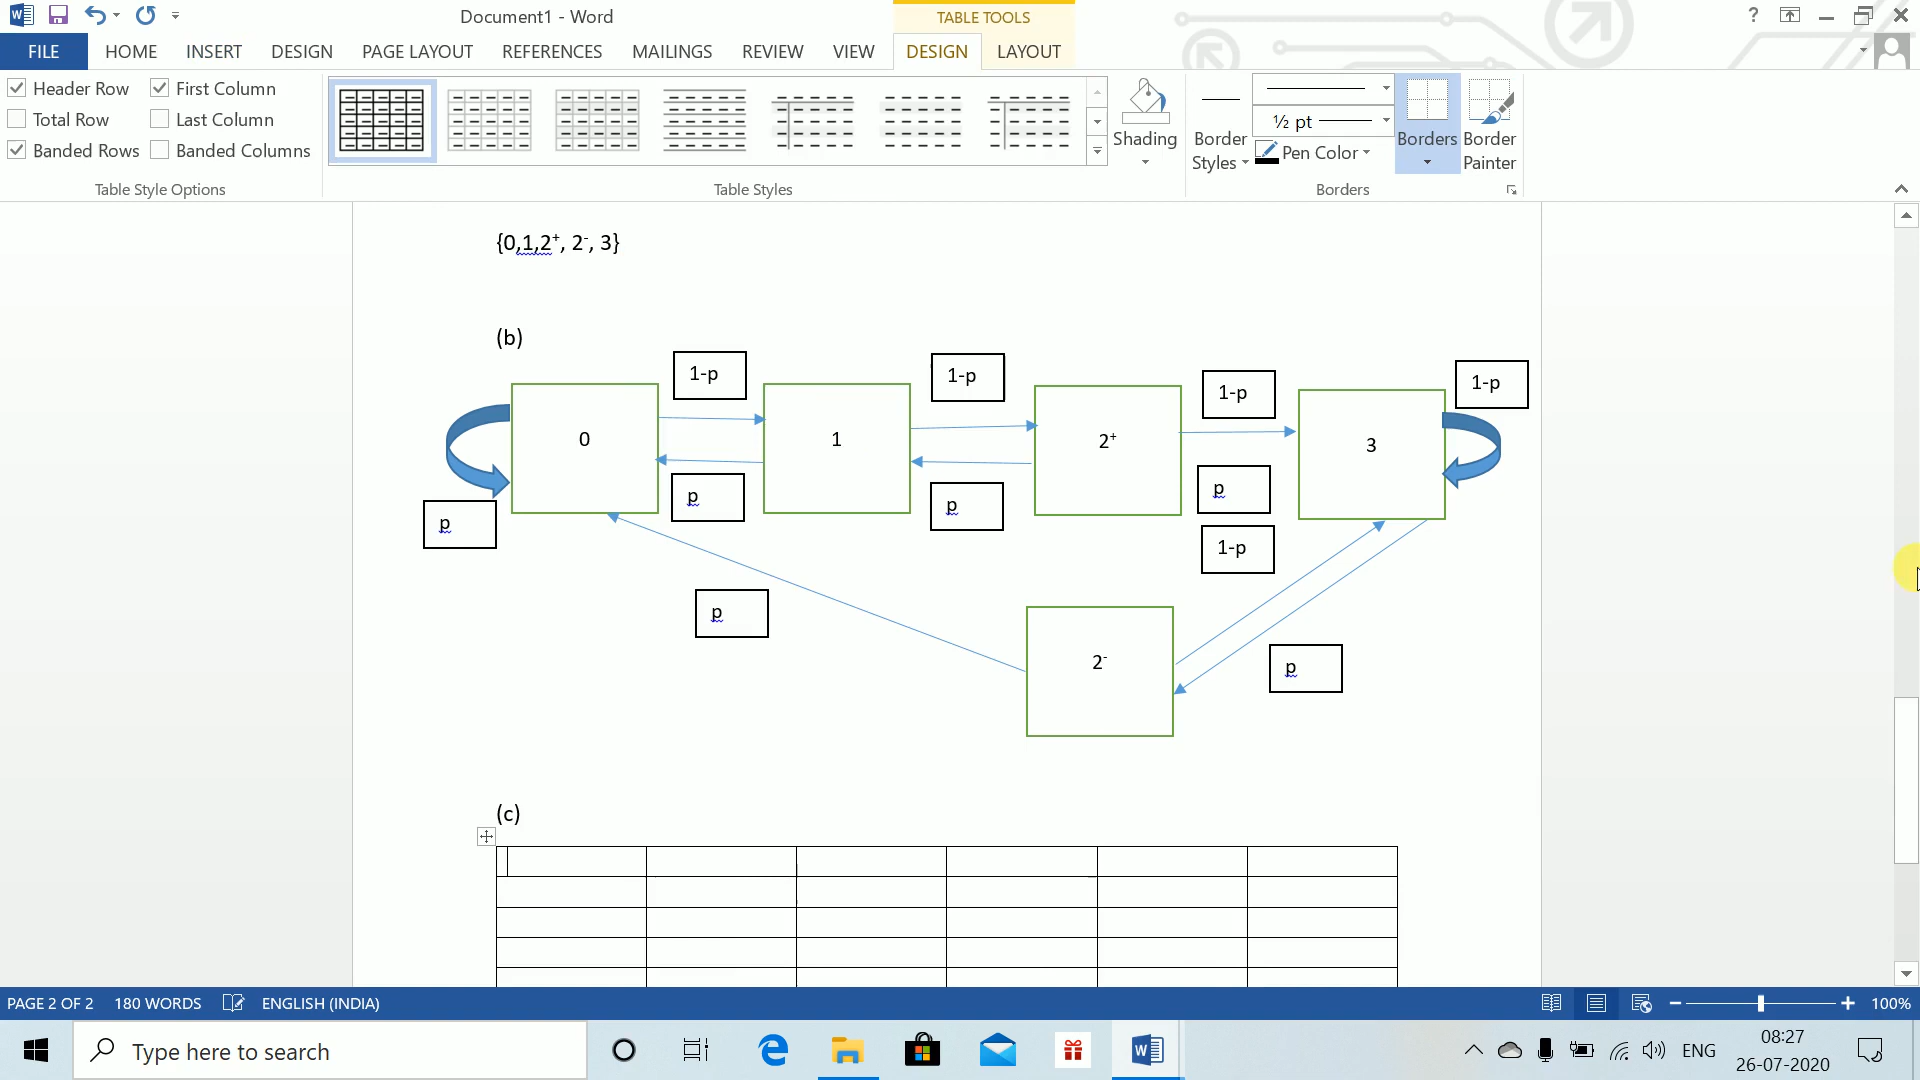 Document1 - Word
TABLE TOOLS
?
FILE HOME INSERT DESIGN PAGE LAYOUT REFERENCES MAILINGS REVIEW VIEW DESIGN LAYOUT
Header Row First Column
Total Row Last Column
Banded Rows Banded Columns
Table Style Options
Table Styles
Shading
Border Styles
½ pt
Pen Color
Borders
Border Painter
Borders
{0,1,2⁺, 2⁻, 3}
(b)
1-p
1-p
1-p
1-p
0
1
2⁺
3
p
p
p
p
1-p
p
2⁻
p
(c)
PAGE 2 OF 2 180 WORDS ENGLISH (INDIA)
100%
Type here to search
ENG
08:27
26-07-2020